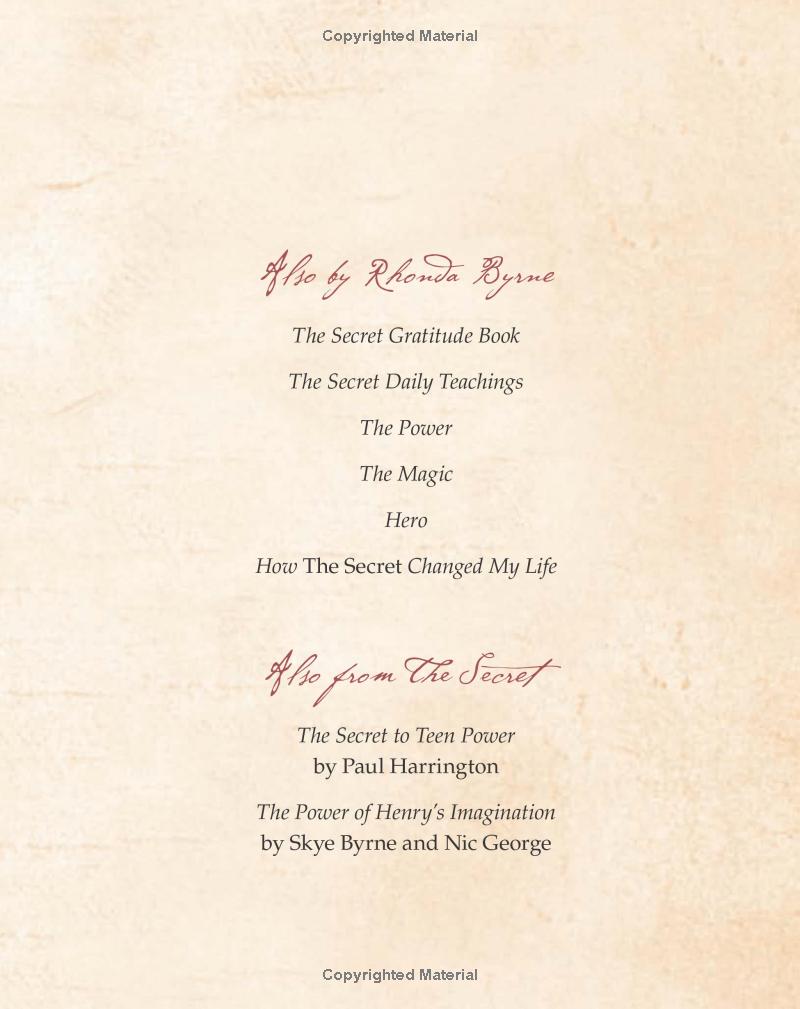 Copyrighted Material
Also by Rhonda Byrne
The Secret Gratitude Book
The Secret Daily Teachings
The Power
The Magic
Hero
How The Secret Changed My Life
Also from The Secret
The Secret to Teen Power
by Paul Harrington
The Power of Henry’s Imagination
by Skye Byrne and Nic George
Copyrighted Material